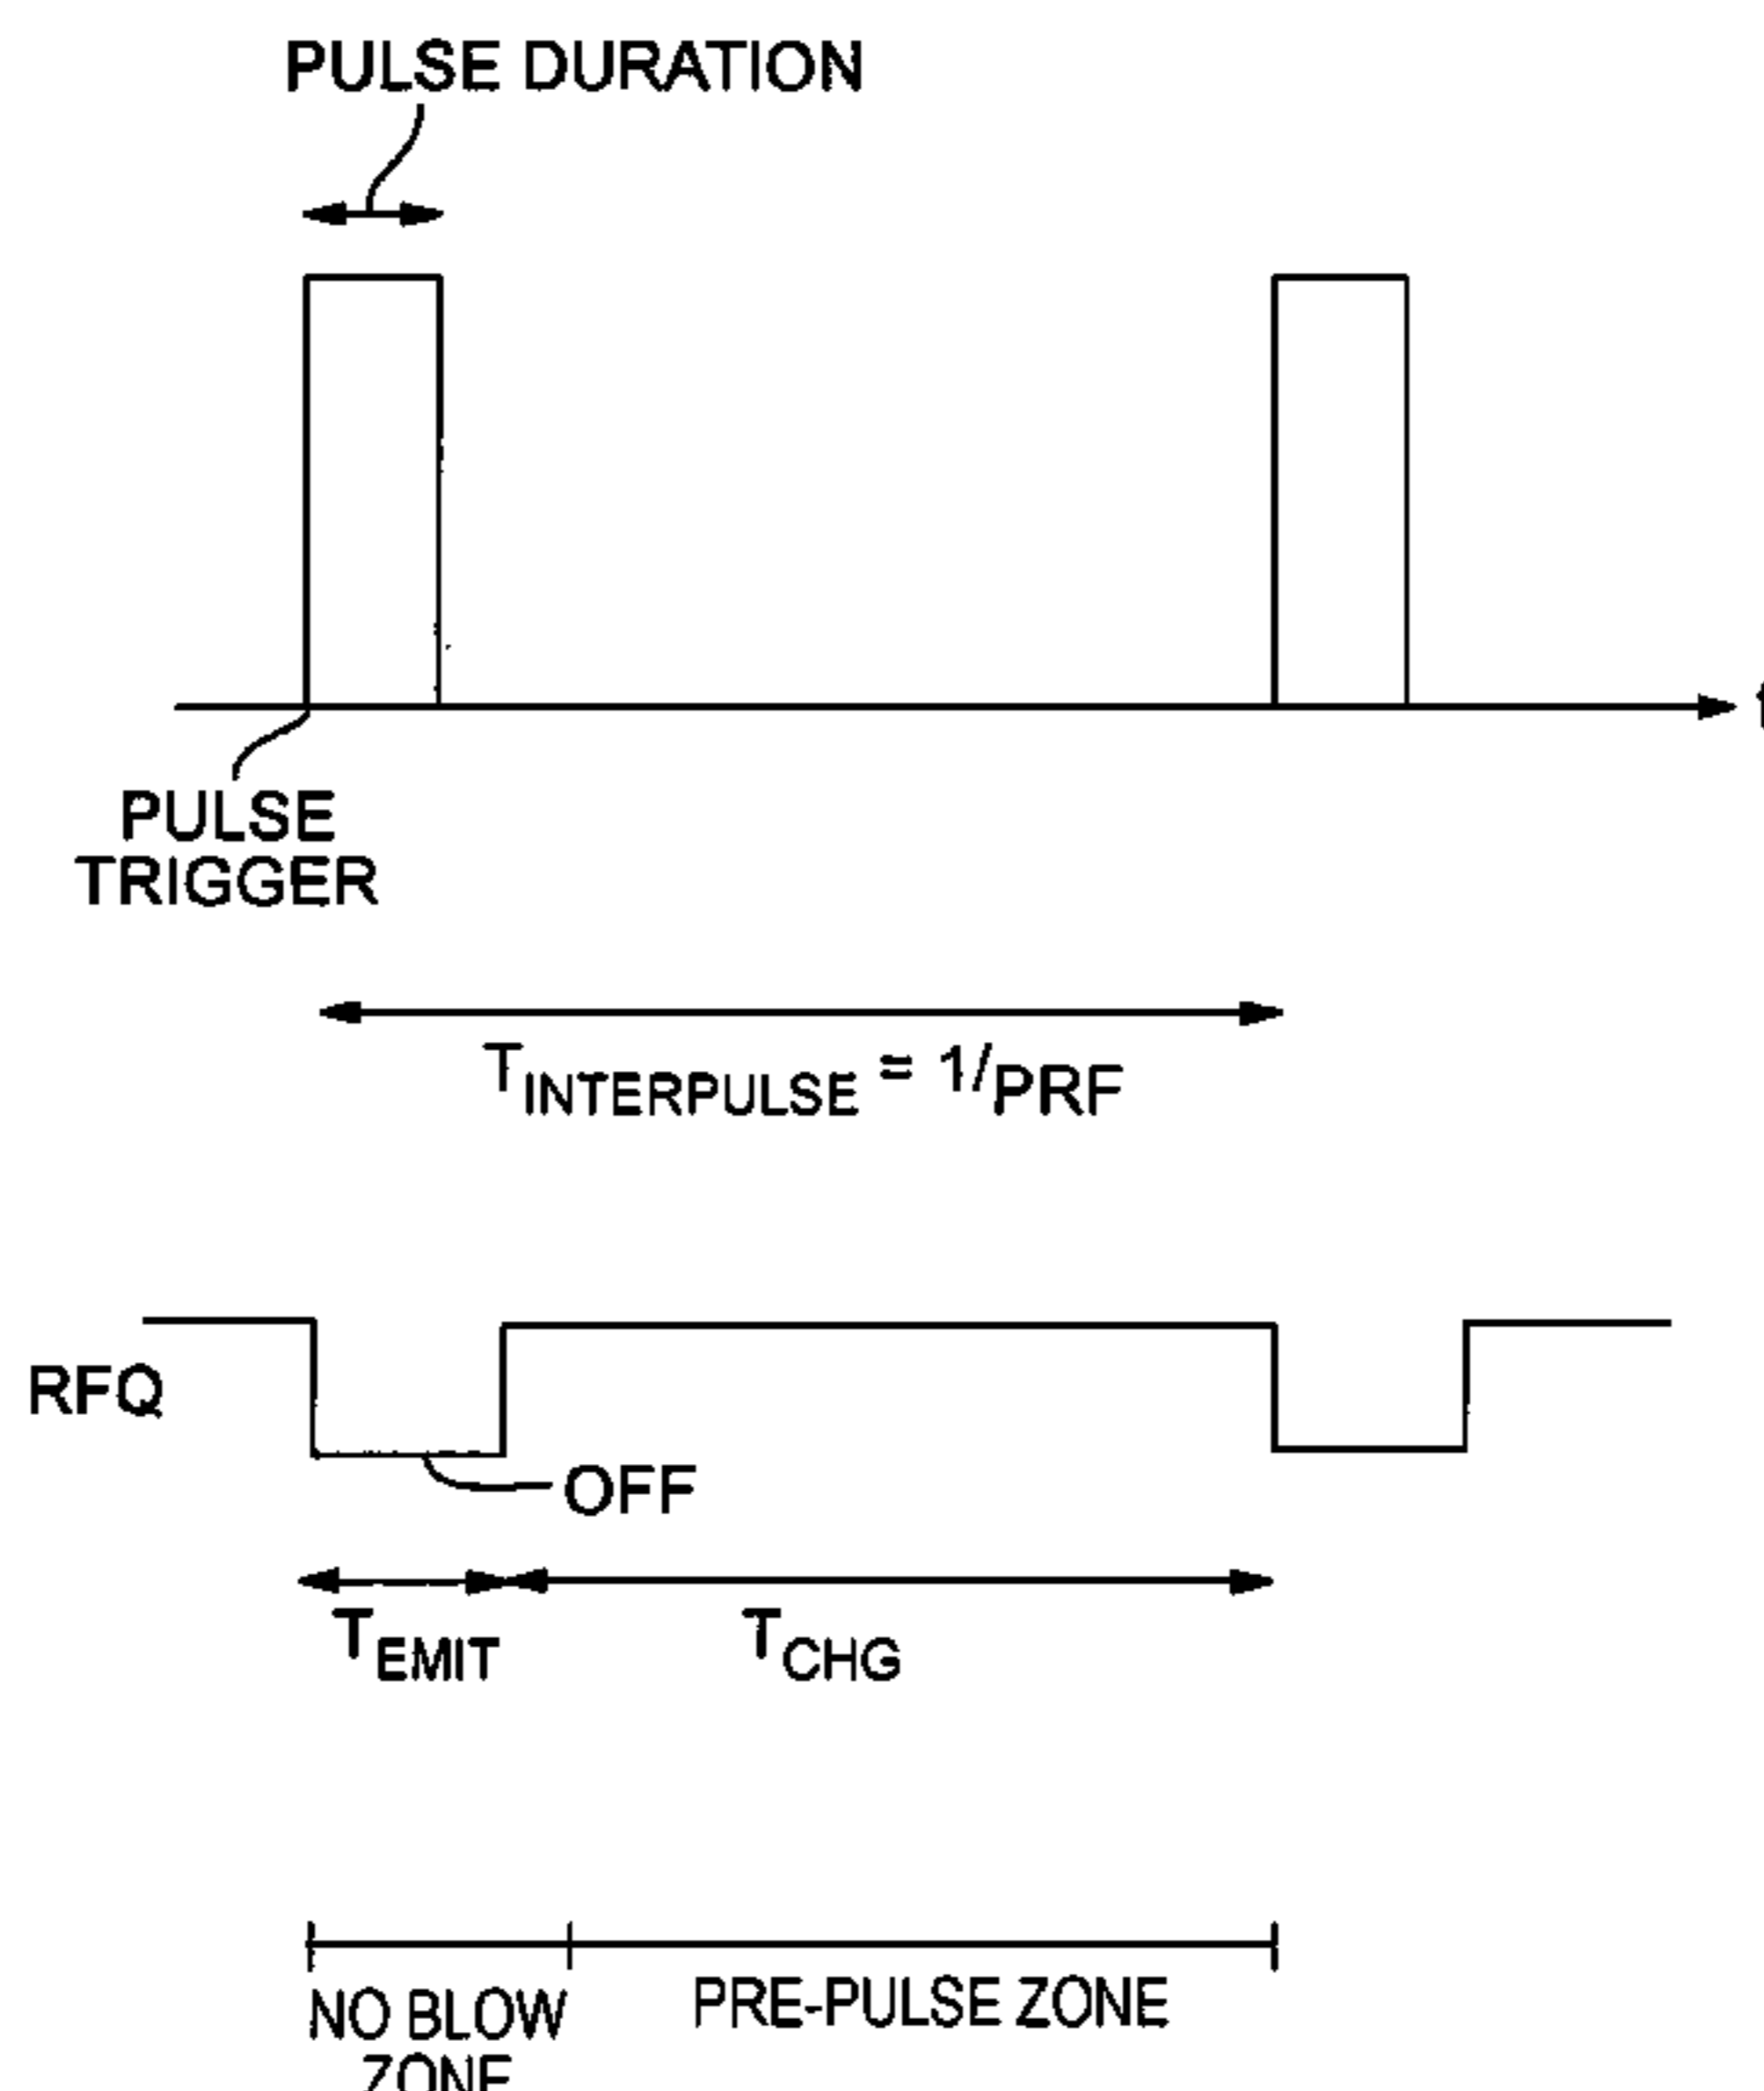 PULSE DURATION
PULSE
TRIGGER
TINTERPULSE = 1/PRF
RFQ
OFF
TEMIT
TCHG
NO BLOW
ZONE
PRE-PULSE ZONE